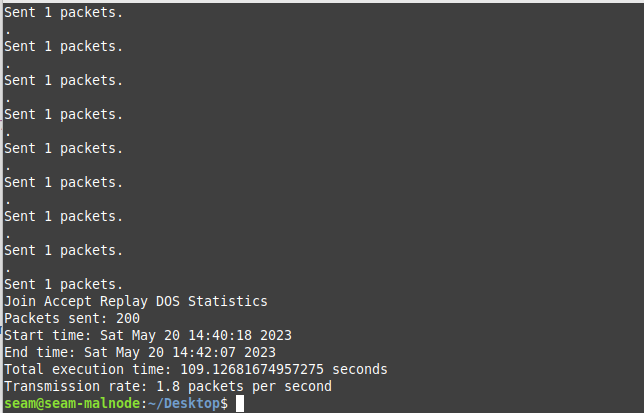 Sent 1 packets.
.
Sent 1 packets.
.
Sent 1 packets.
.
Sent 1 packets.
.
Sent 1 packets.
.
Sent 1 packets.
.
Sent 1 packets.
.
Sent 1 packets.
.
Sent 1 packets.
Join Accept Replay DOS Statistics
Packets sent: 200
Start time: Sat May 20 14:40:18 2023
End time: Sat May 20 14:42:07 2023
Total execution time: 109.12681674957275 seconds
Transmission rate: 1.8 packets per second
seam@seam-malnode:~/Desktop$